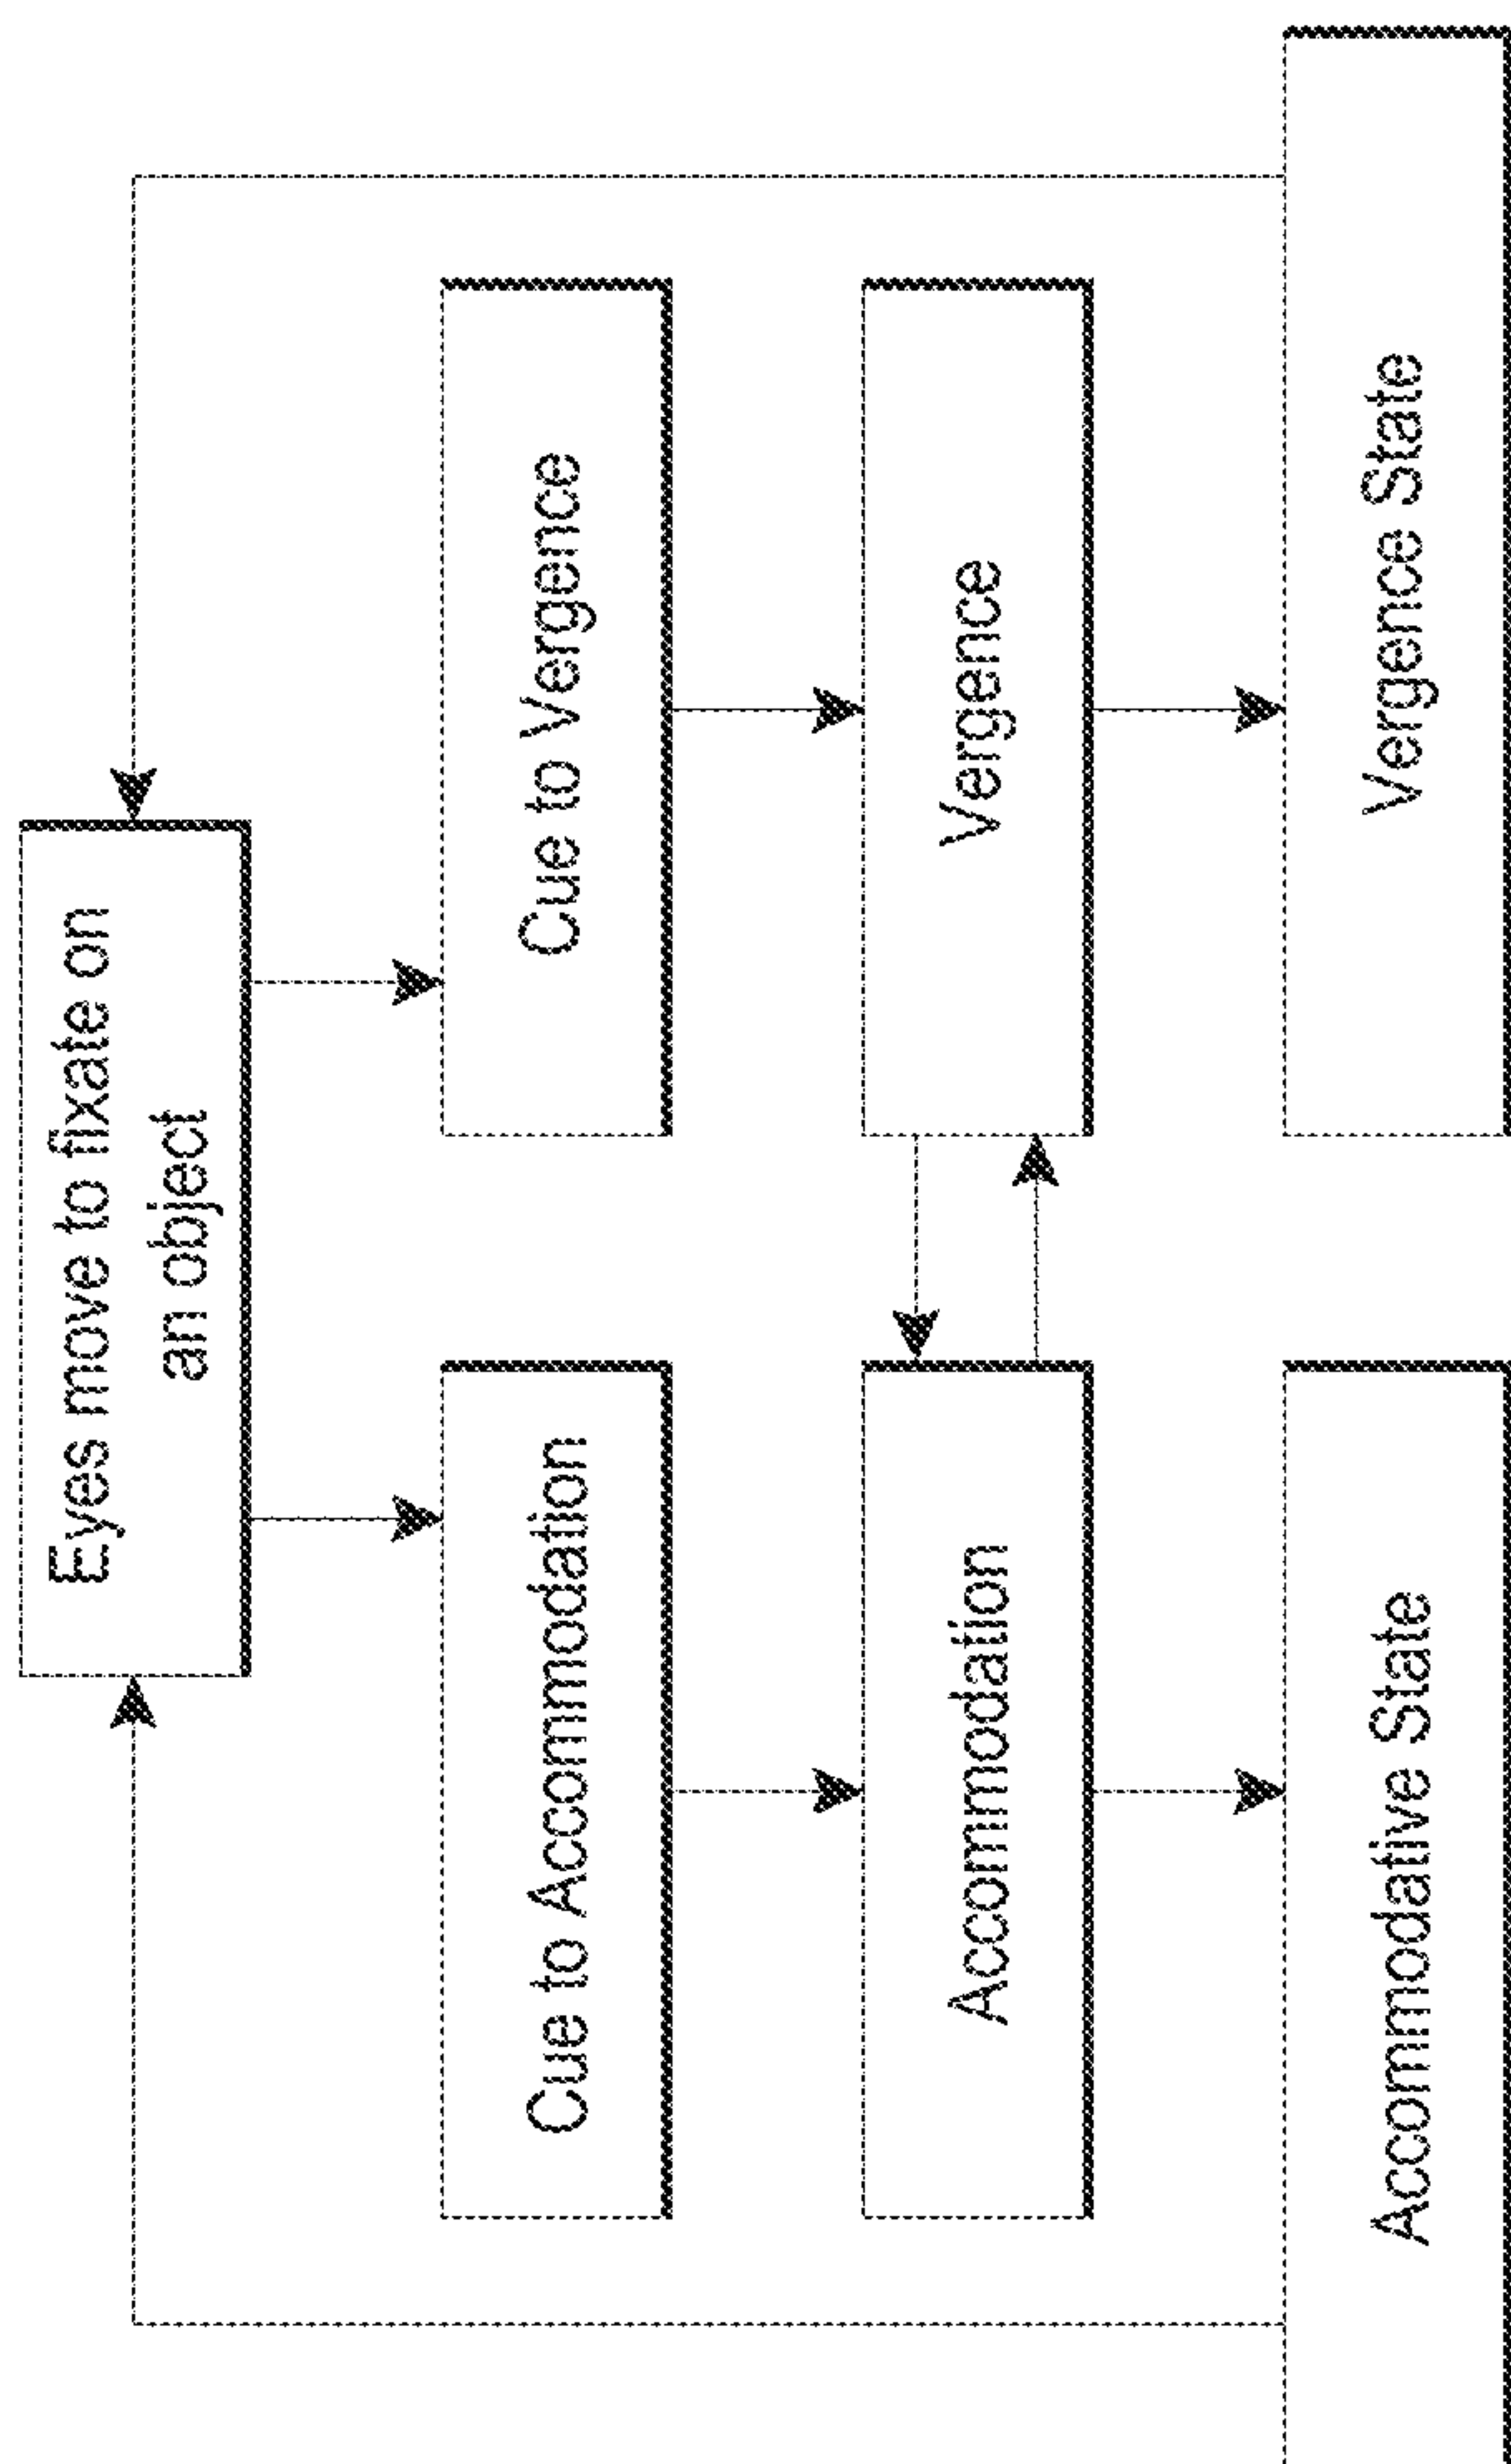 Eyes move to fixate on
an object
Cue to Accommodation
Cue to Vergence
Accommodation
Vergence
Accommodative State
Vergence State